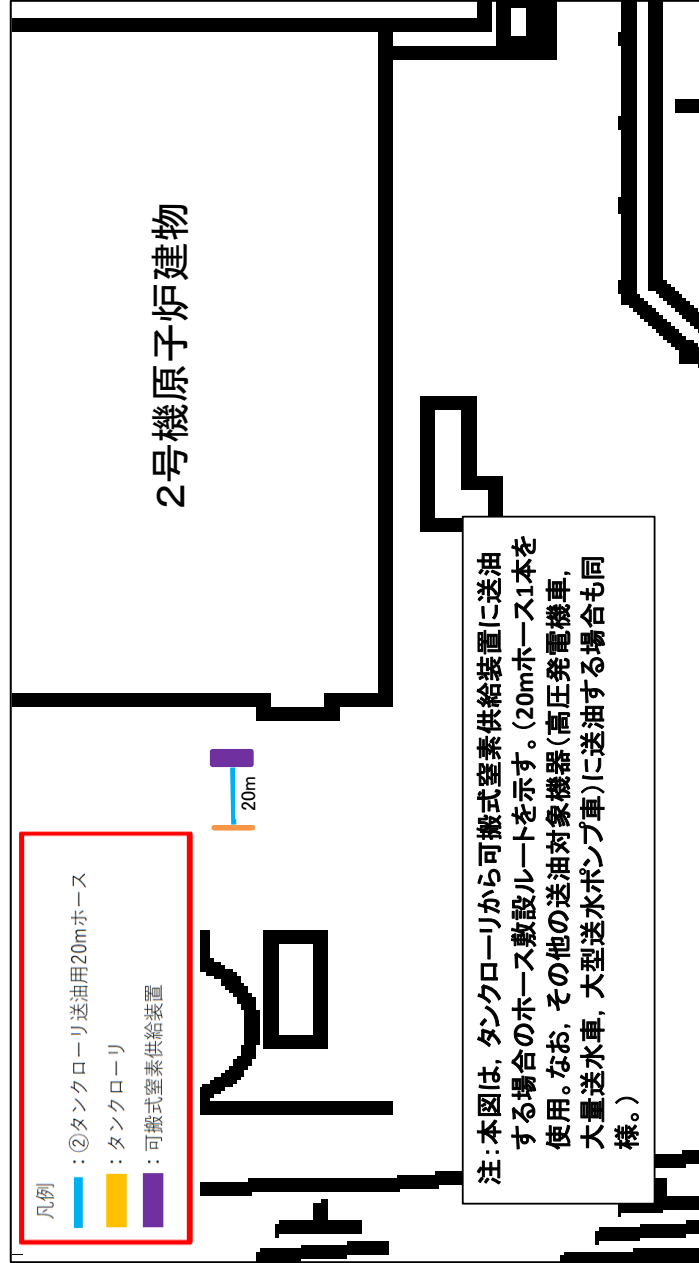 2号機原子炉建物
凡例
：②タンクローリ送油用20mホース
：タンクローリ
：可搬式窒素供給装置
20m
注：本図は，タンクローリから可搬式窒素供給装置に送油
する場合のホース敷設ルートを示す。（20mホース1本を
使用。なお，その他の送油対象機器（高圧発電機車，
大量送水車，大型送水ポンプ車）に送油する場合も同
様。）